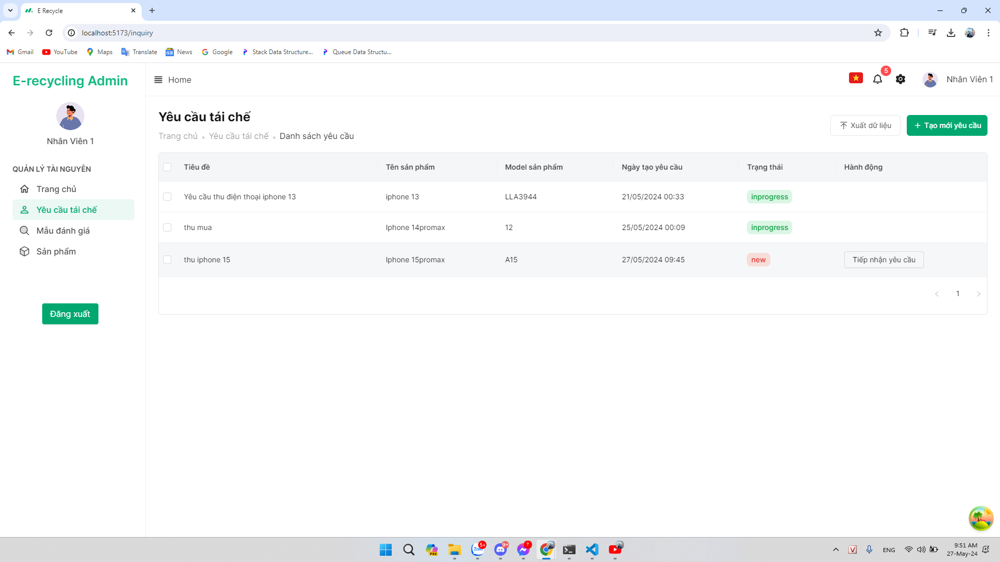 E Recycle
localhost:5173/inquiry
Gmail
YouTube
Maps
Translate
News
Google
Stack Data Structure...
Queue Data Structu...
E-recycling Admin
Home
5
Nhân Viên 1
Nhân Viên 1
QUẢN LÝ TÀI NGUYÊN
Trang chủ
Yêu cầu tái chế
Mẫu đánh giá
Sản phẩm
Đăng xuất
Yêu cầu tái chế
Trang chủ Yêu cầu tái chế Danh sách yêu cầu
Xuất dữ liệu
+ Tạo mới yêu cầu
Tiêu đề Tên sản phẩm Model sản phẩm Ngày tạo yêu cầu Trạng thái Hành động
Yêu cầu thu điện thoại iphone 13 iphone 13 LLA3944 21/05/2024 00:33 inprogress
thu mua Iphone 14promax 12 25/05/2024 00:09 inprogress
thu iphone 15 Iphone 15promax A15 27/05/2024 09:45 new Tiếp nhận yêu cầu
< 1 >
PRE
Zalo
5+
9+
7
V
ENG
9:51 AM
27-May-24